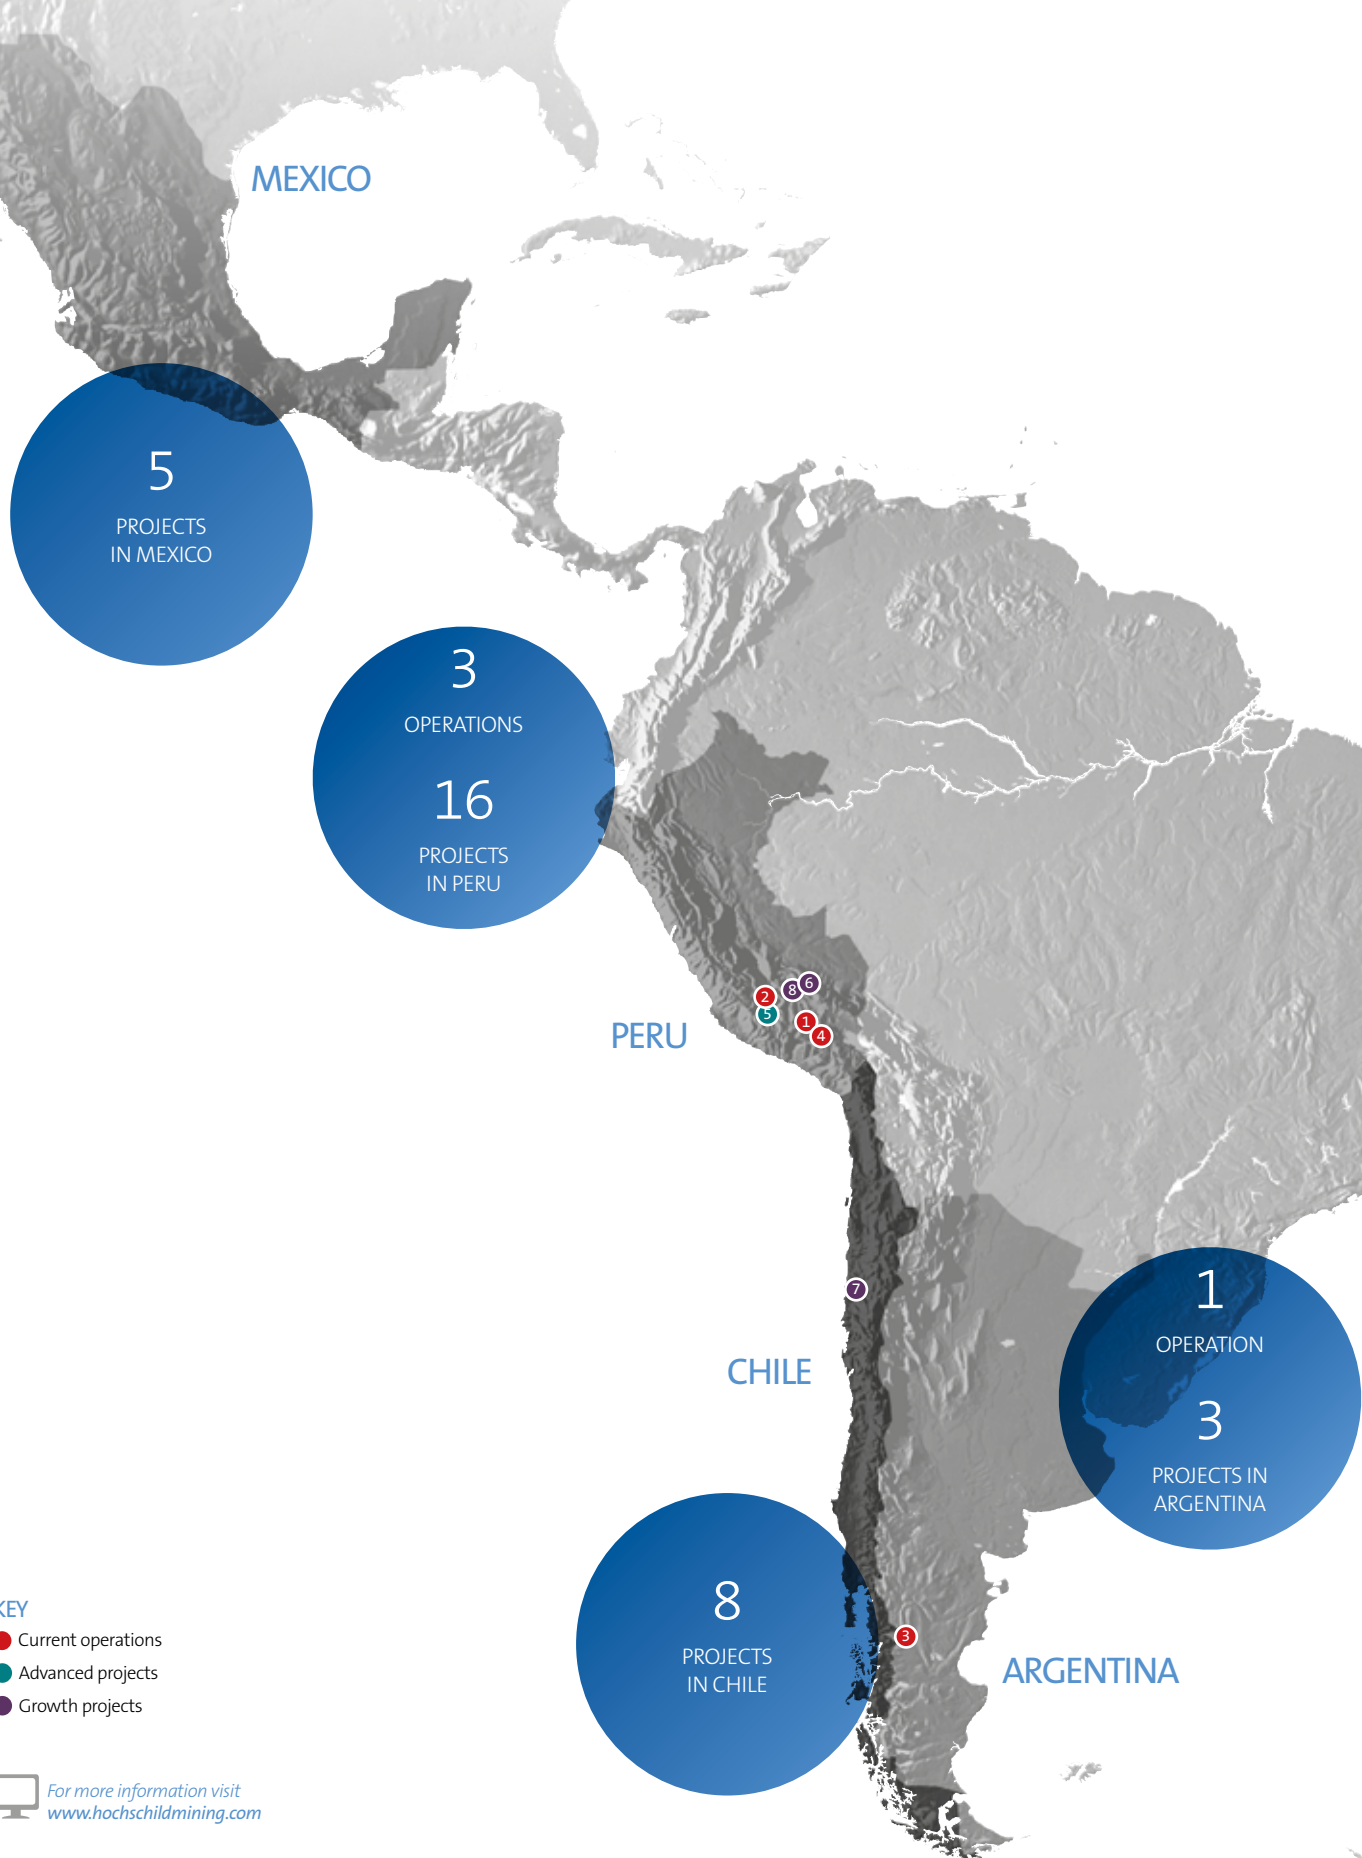 MEXICO
5
PROJECTS
IN MEXICO
3
OPERATIONS
16
PROJECTS
IN PERU
6
8
2
5
1
4
PERU
7
1
OPERATION
3
PROJECTS IN
ARGENTINA
CHILE
8
PROJECTS
IN CHILE
3
ARGENTINA
KEY
Current operations
Advanced projects
Growth projects
For more information visit
www.hochschildmining.com